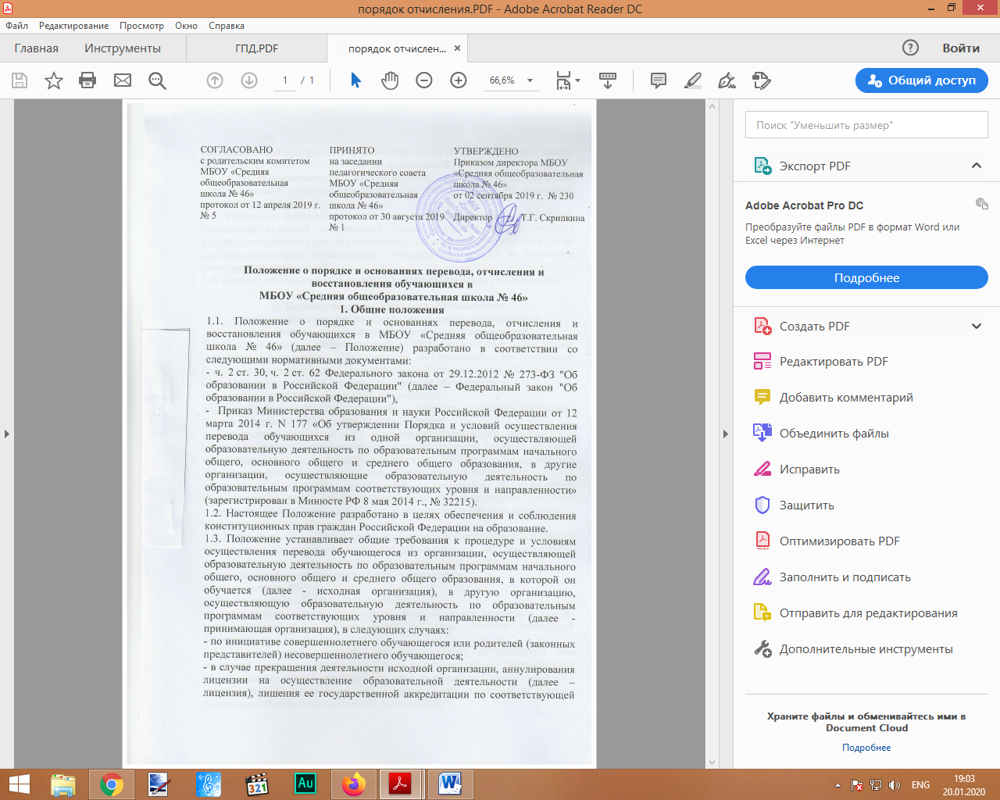 порядок отчисления.PDF - Adobe Acrobat Reader DC
Файл Редактирование Просмотр Окно Справка
Главная Инструменты ГПД.PDF порядок отчислен... × Войти
1 / 1 66,6% Общий доступ
СОГЛАСОВАНО
с родительским комитетом
МБОУ «Средняя
общеобразовательная
школа № 46»
протокол от 12 апреля 2019 г.
№ 5
ПРИНЯТО
на заседании
педагогического совета
МБОУ «Средняя
общеобразовательная
школа № 46»
протокол от 30 августа 2019
№ 1
УТВЕРЖДЕНО
Приказом директора МБОУ
«Средняя общеобразовательная
школа № 46»
от 02 сентября 2019 г. № 230
Директор Т.Г. Скрипкина
Положение о порядке и основаниях перевода, отчисления и
восстановления обучающихся в
МБОУ «Средняя общеобразовательная школа № 46»
1. Общие положения
1.1. Положение о порядке и основаниях перевода, отчисления и
восстановления обучающихся в МБОУ «Средняя общеобразовательная
школа № 46» (далее – Положение) разработано в соответствии со
следующими нормативными документами:
- ч. 2 ст. 30, ч. 2 ст. 62 Федерального закона от 29.12.2012 № 273-ФЗ "Об
образовании в Российской Федерации" (далее – Федеральный закон "Об
образовании в Российской Федерации"),
- Приказ Министерства образования и науки Российской Федерации от 12
марта 2014 г. N 177 «Об утверждении Порядка и условий осуществления
перевода обучающихся из одной организации, осуществляющей
образовательную деятельность по образовательным программам начального
общего, основного общего и среднего общего образования, в другие
организации, осуществляющие образовательную деятельность по
образовательным программам соответствующих уровня и направленности»
(зарегистрирован в Минюсте РФ 8 мая 2014 г., № 32215).
1.2. Настоящее Положение разработано в целях обеспечения и соблюдения
конституционных прав граждан Российской Федерации на образование.
1.3. Положение устанавливает общие требования к процедуре и условиям
осуществления перевода обучающегося из организации, осуществляющей
образовательную деятельность по образовательным программам начального
общего, основного общего и среднего общего образования, в которой он
обучается (далее - исходная организация), в другую организацию,
осуществляющую образовательную деятельность по образовательным
программам соответствующих уровня и направленности (далее -
принимающая организация), в следующих случаях:
- по инициативе совершеннолетнего обучающегося или родителей (законных
представителей) несовершеннолетнего обучающегося;
- в случае прекращения деятельности исходной организации, аннулирования
лицензии на осуществление образовательной деятельности (далее –
лицензия), лишения ее государственной аккредитации по соответствующей
Поиск "Уменьшить размер"
Экспорт PDF
Adobe Acrobat Pro DC
Преобразуйте файлы PDF в формат Word или
Excel через Интернет
Подробнее
Создать PDF
Редактировать PDF
Добавить комментарий
Объединить файлы
Исправить
Защитить
Оптимизировать PDF
Заполнить и подписать
Отправить для редактирования
Дополнительные инструменты
Храните файлы и обменивайтесь ими в
Document Cloud
Подробнее
321 Au ENG 19:03
20.01.2020